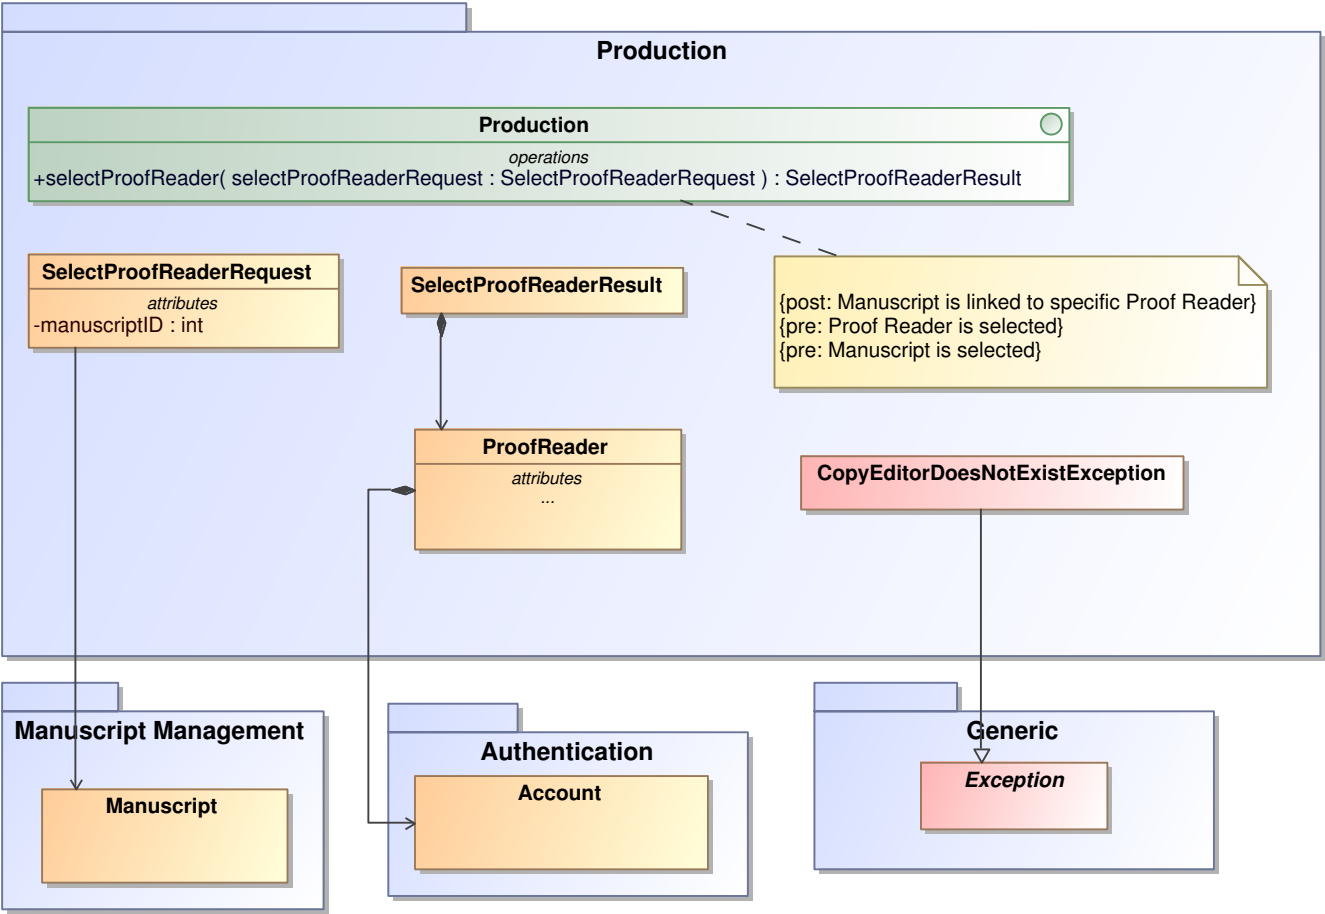 Production
Production
operations
+selectProofReader( selectProofReaderRequest : SelectProofReaderRequest ) : SelectProofReaderResult
SelectProofReaderRequest
attributes
-manuscriptID : int
SelectProofReaderResult
{post: Manuscript is linked to specific Proof Reader}
{pre: Proof Reader is selected}
{pre: Manuscript is selected}
ProofReader
attributes
...
CopyEditorDoesNotExistException
Manuscript Management
Manuscript
Authentication
Account
Generic
Exception